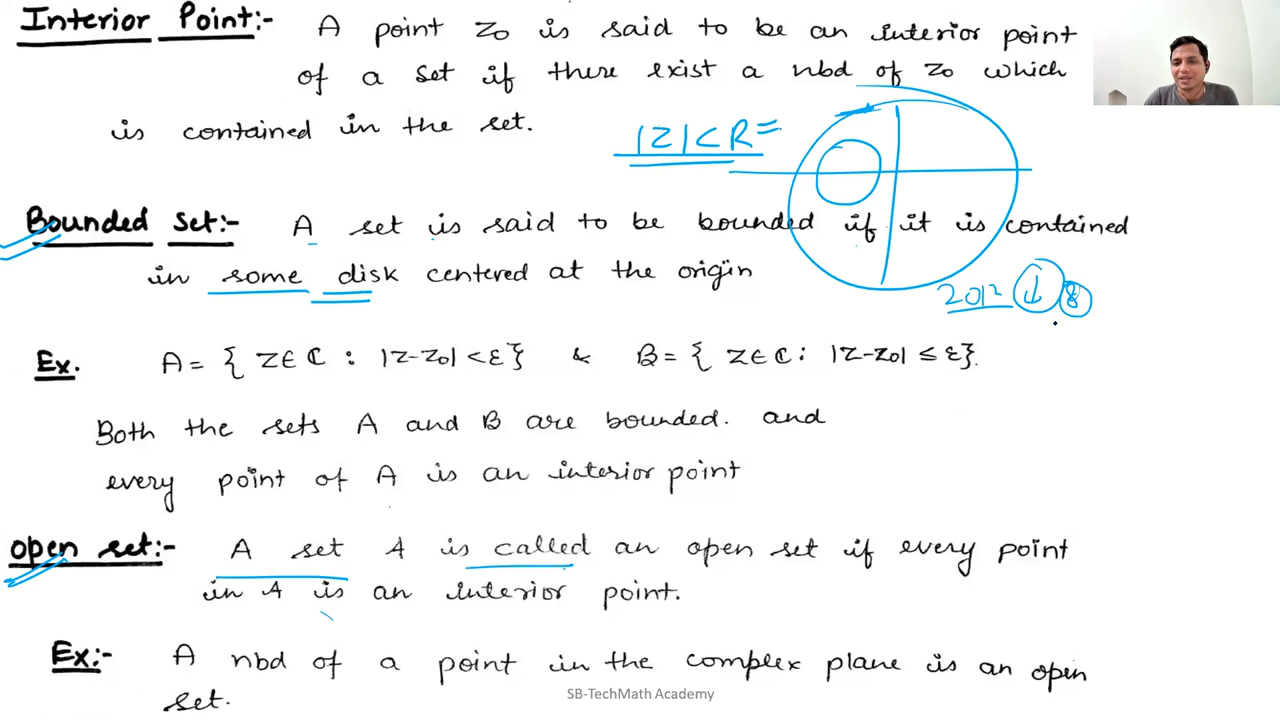 Interior Point:- A point z0 is said to be an interior point
of a set if there exist a nbd of z0 which
is contained in the set.
|z|<R=
Bounded set:- A set is said to be bounded if it is contained
in some disk centered at the origin
2012 ↓ 8
Ex. A = { z∈ℂ : |z-z0| < ε } & B = { z∈ℂ : |z-z0| ≤ ε }.
Both the sets A and B are bounded. and
every point of A is an interior point
open set:- A set A is called an open set if every point
in A is an interior point.
Ex:- A nbd of a point in the complex plane is an open
set.
SB-TechMath Academy